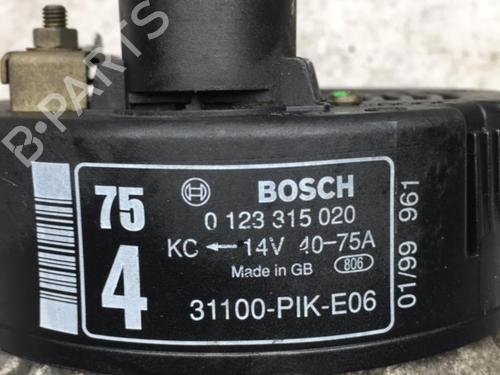 75
4
BOSCH
0 123 315 020
KC 14V 40-75A
Made in GB 806
31100-PIK-E06
01/99 961
B-PARTS